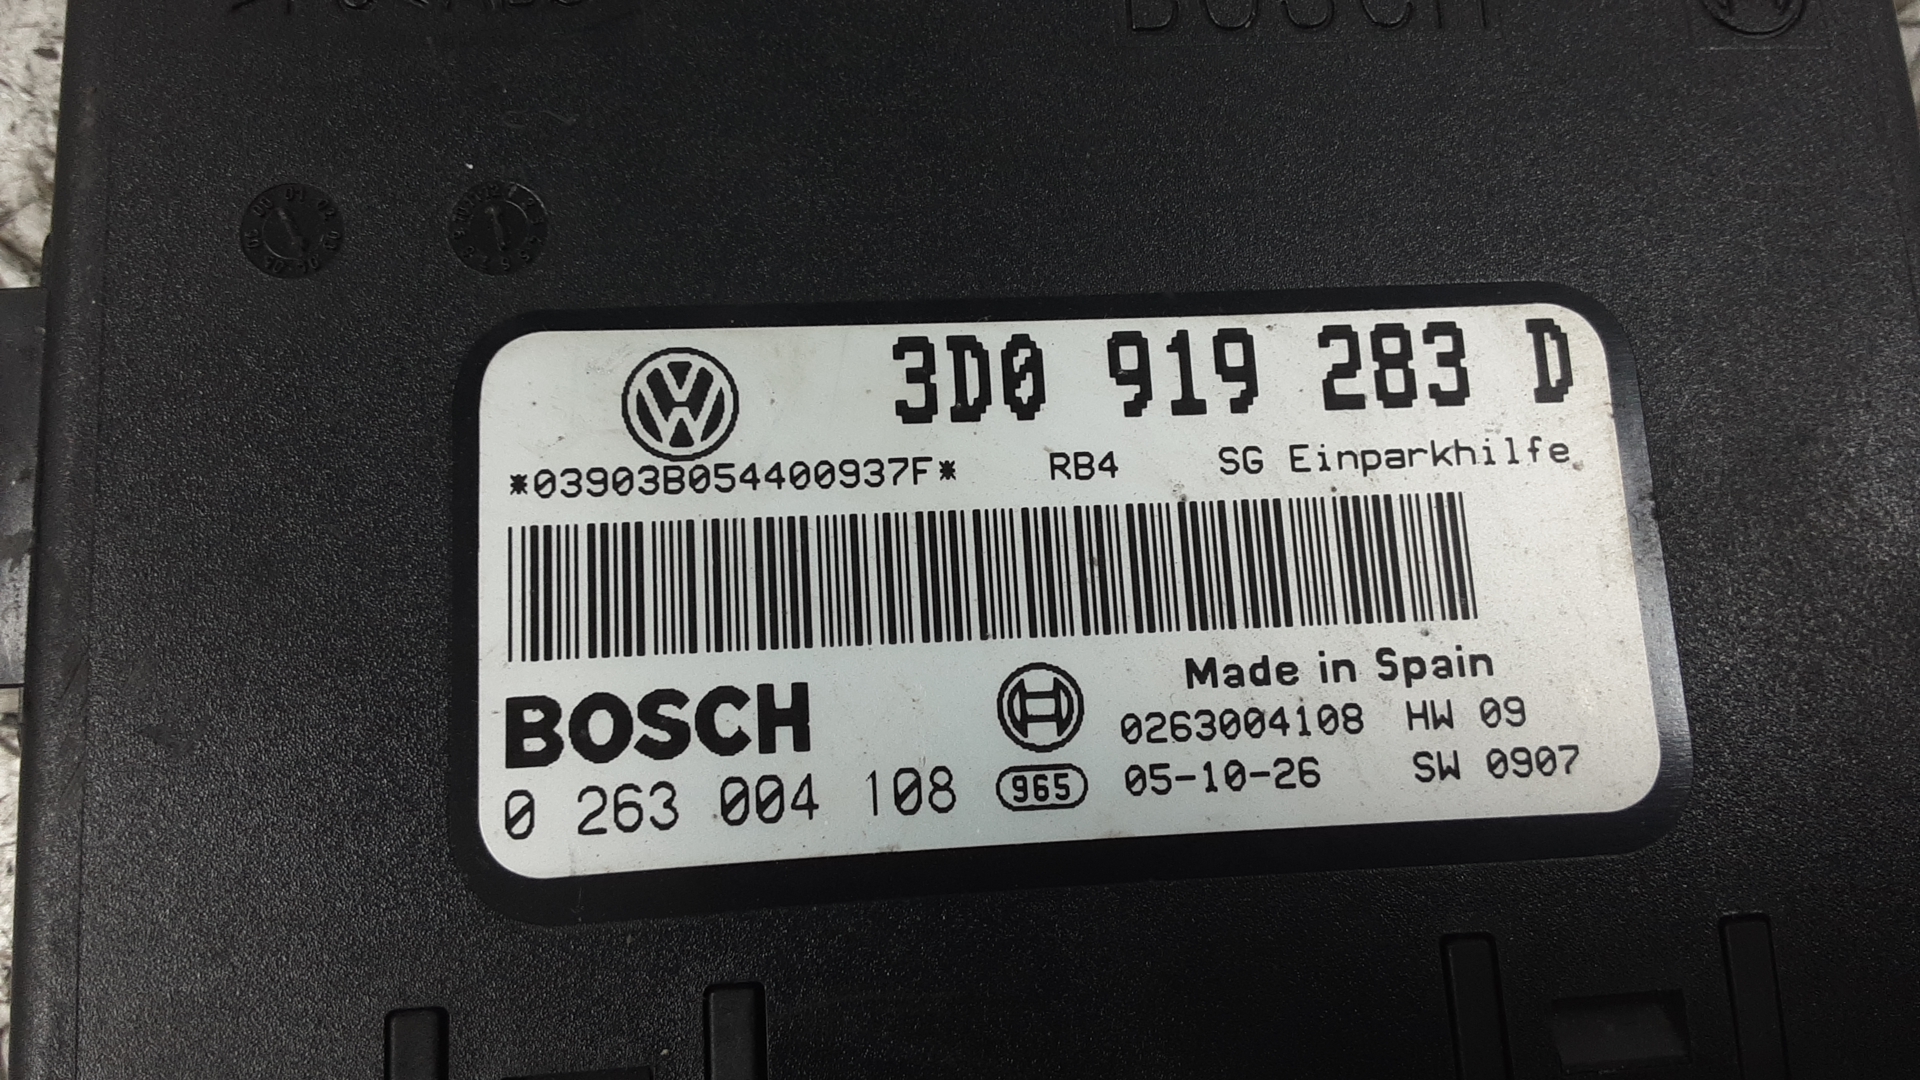 BOSCH
3D0 919 283 D
*03903B054400937F* RB4 SG Einparkhilfe
Made in Spain
BOSCH
0263004108 HW 09
0 263 004 108 965 05-10-26 SW 0907